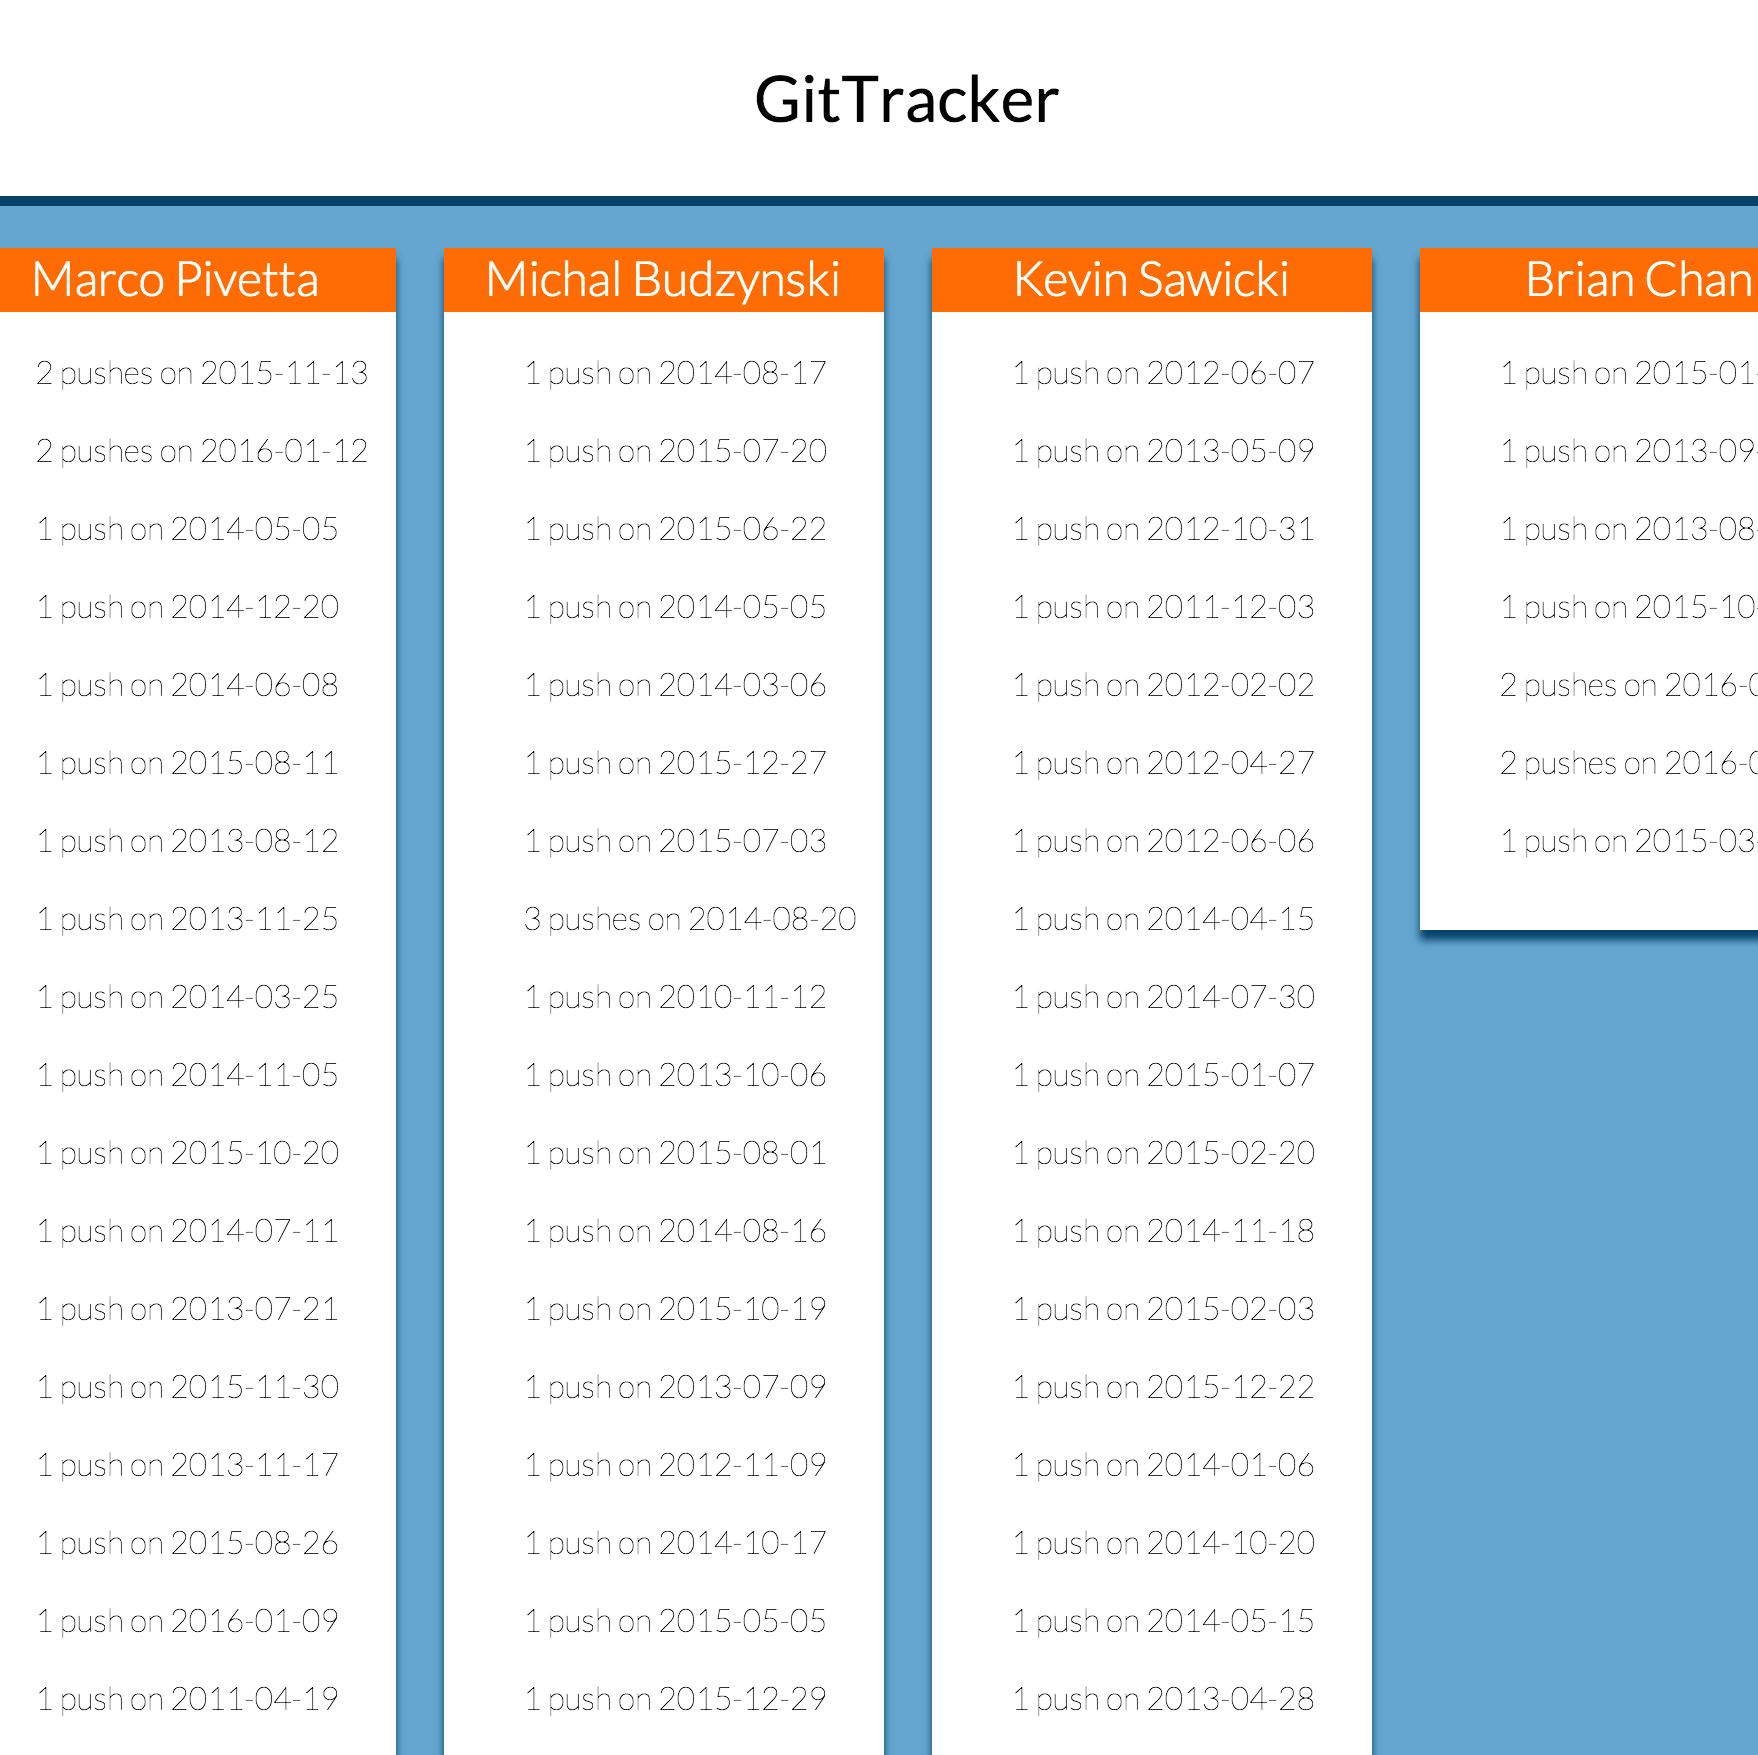 GitTracker
Marco Pivetta
2 pushes on 2015-11-13
2 pushes on 2016-01-12
1 push on 2014-05-05
1 push on 2014-12-20
1 push on 2014-06-08
1 push on 2015-08-11
1 push on 2013-08-12
1 push on 2013-11-25
1 push on 2014-03-25
1 push on 2014-11-05
1 push on 2015-10-20
1 push on 2014-07-11
1 push on 2013-07-21
1 push on 2015-11-30
1 push on 2013-11-17
1 push on 2015-08-26
1 push on 2016-01-09
1 push on 2011-04-19
Michal Budzynski
1 push on 2014-08-17
1 push on 2015-07-20
1 push on 2015-06-22
1 push on 2014-05-05
1 push on 2014-03-06
1 push on 2015-12-27
1 push on 2015-07-03
3 pushes on 2014-08-20
1 push on 2010-11-12
1 push on 2013-10-06
1 push on 2015-08-01
1 push on 2014-08-16
1 push on 2015-10-19
1 push on 2013-07-09
1 push on 2012-11-09
1 push on 2014-10-17
1 push on 2015-05-05
1 push on 2015-12-29
Kevin Sawicki
1 push on 2012-06-07
1 push on 2013-05-09
1 push on 2012-10-31
1 push on 2011-12-03
1 push on 2012-02-02
1 push on 2012-04-27
1 push on 2012-06-06
1 push on 2014-04-15
1 push on 2014-07-30
1 push on 2015-01-07
1 push on 2015-02-20
1 push on 2014-11-18
1 push on 2015-02-03
1 push on 2015-12-22
1 push on 2014-01-06
1 push on 2014-10-20
1 push on 2014-05-15
1 push on 2013-04-28
Brian Chan
1 push on 2015-01-
1 push on 2013-09-
1 push on 2013-08-
1 push on 2015-10-
2 pushes on 2016-0
2 pushes on 2016-0
1 push on 2015-03-